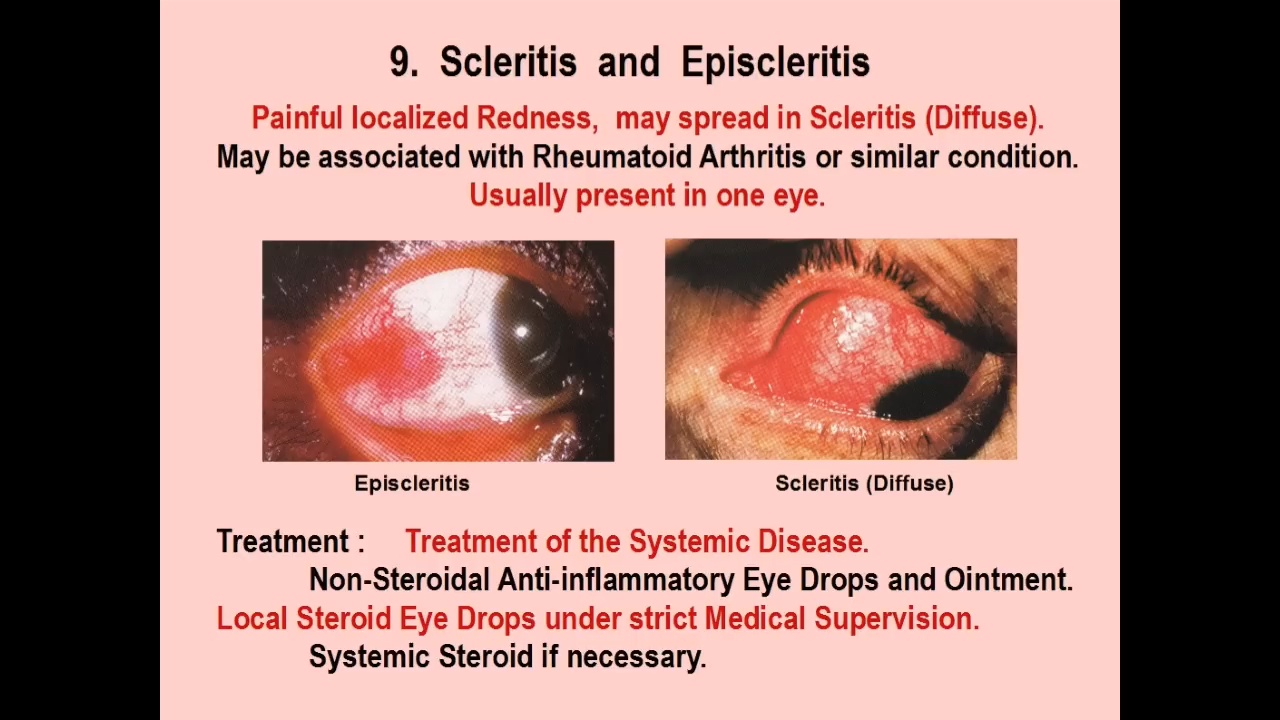 9. Scleritis and Episcleritis
Painful localized Redness, may spread in Scleritis (Diffuse).
May be associated with Rheumatoid Arthritis or similar condition.
Usually present in one eye.
Episcleritis
Scleritis (Diffuse)
Treatment : Treatment of the Systemic Disease.
Non-Steroidal Anti-inflammatory Eye Drops and Ointment.
Local Steroid Eye Drops under strict Medical Supervision.
Systemic Steroid if necessary.